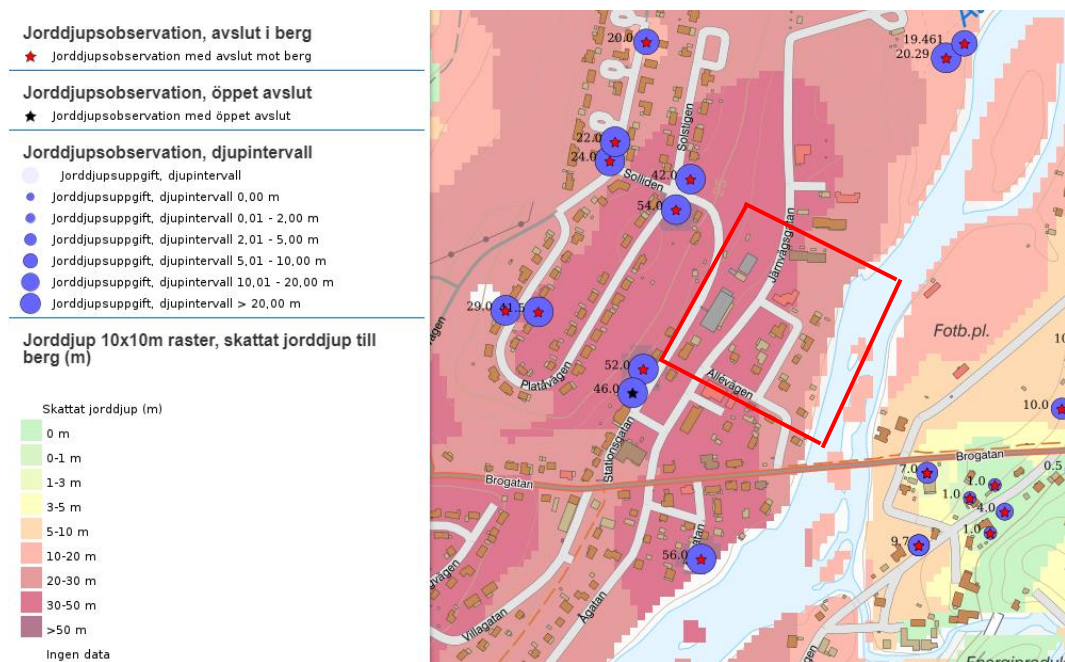 Jorddjupsobservation, avslut i berg
Jorddjupsobservation med avslut mot berg
Jorddjupsobservation, öppet avslut
Jorddjupsobservation med öppet avslut
Jorddjupsobservation, djupintervall
Jorddjupsuppgift, djupintervall
Jorddjupsuppgift, djupintervall 0,00 m
Jorddjupsuppgift, djupintervall 0,01 - 2,00 m
Jorddjupsuppgift, djupintervall 2,01 - 5,00 m
Jorddjupsuppgift, djupintervall 5,01 - 10,00 m
Jorddjupsuppgift, djupintervall 10,01 - 20,00 m
Jorddjupsuppgift, djupintervall > 20,00 m
Jorddjup 10x10m raster, skattat jorddjup till
berg (m)
Skattat jorddjup (m)
0 m
0-1 m
1-3 m
3-5 m
5-10 m
10-20 m
20-30 m
30-50 m
>50 m
Ingen data
20.0
19.461
20.29
22.0
24.0
Solstigen
Solliden
42.0
54.0
Järnvägsgatan
29.0
41.5
Fotb.pl.
Platåvägen
52.0
46.0
Allévägen
10.0
Stationsgatan
Brogatan
Brogatan
7.0
0.5
1.0
1.0
4.0
1.0
9.7
56.0
Villagatan
Ågatan